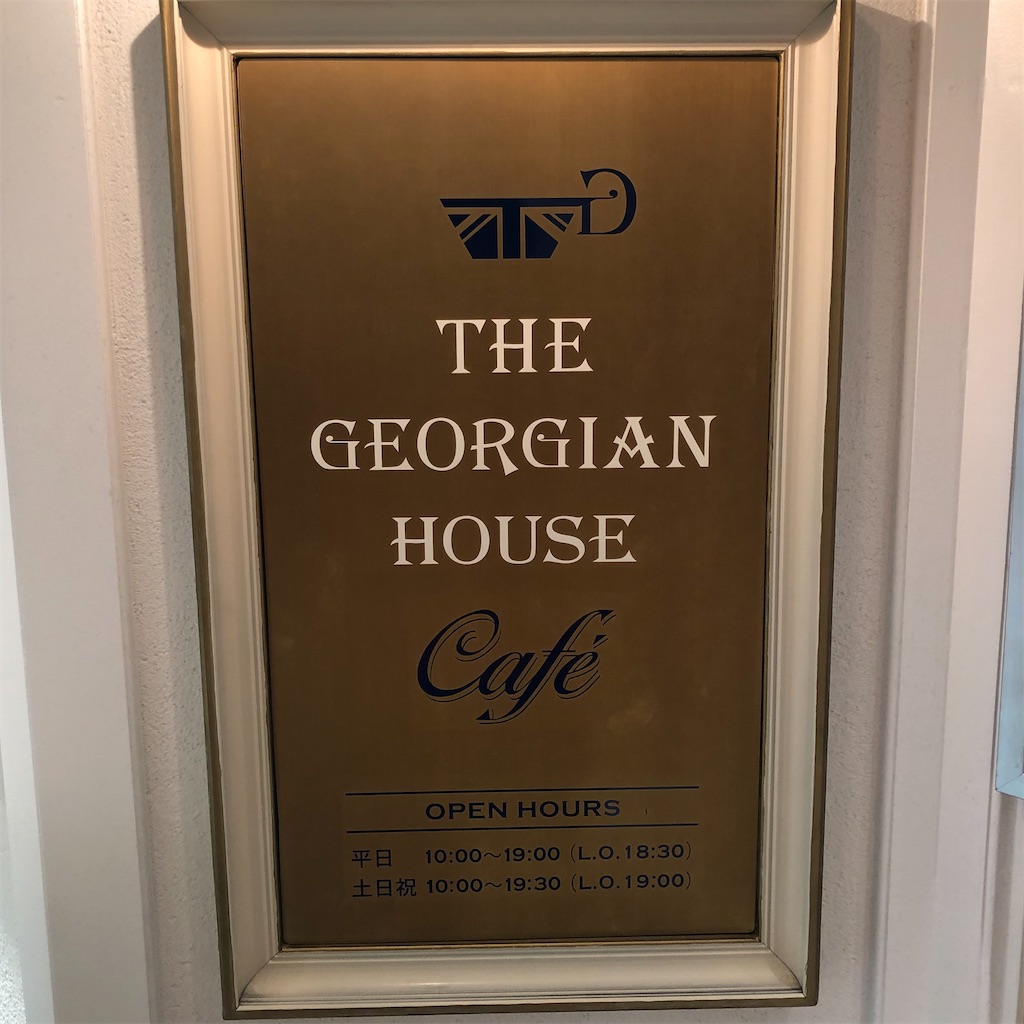 THE
GEORGIAN
HOUSE
Café
OPEN HOURS
平日 10:00～19:00 (L.O.18:30)
土日祝 10:00～19:30 (L.O.19:00)